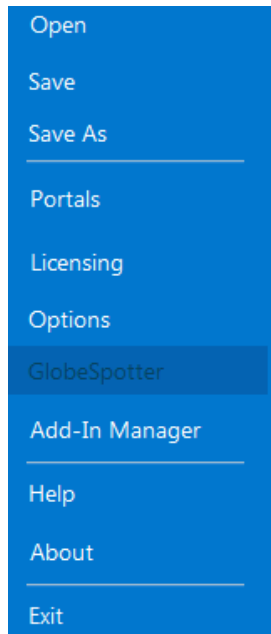 Open
Save
Save As
Portals
Licensing
Options
GlobeSpotter
Add-In Manager
Help
About
Exit